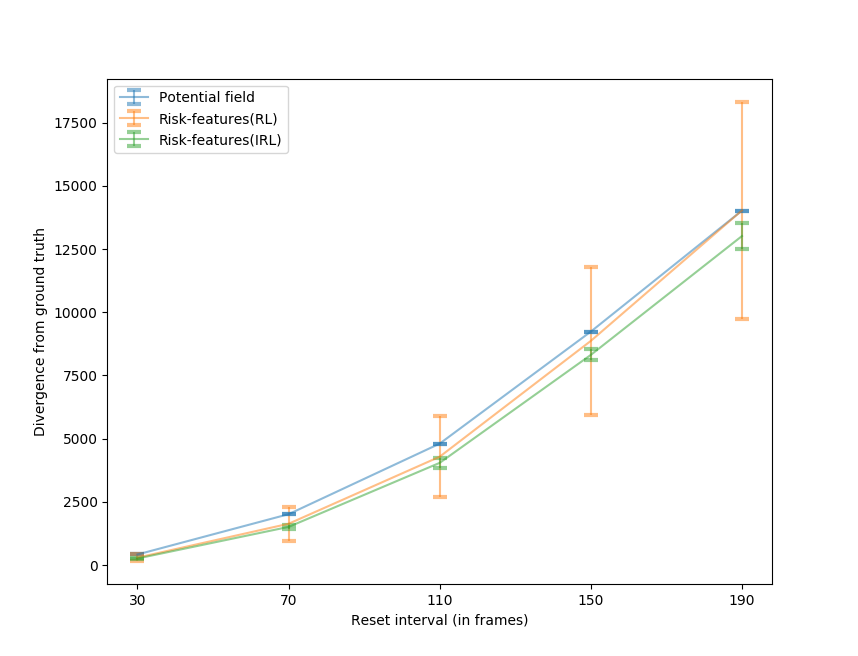 Potential field
Risk-features(RL)
Risk-features(IRL)
17500
15000
12500
10000
7500
5000
2500
0
Divergence from ground truth
30 70 110 150 190
Reset interval (in frames)